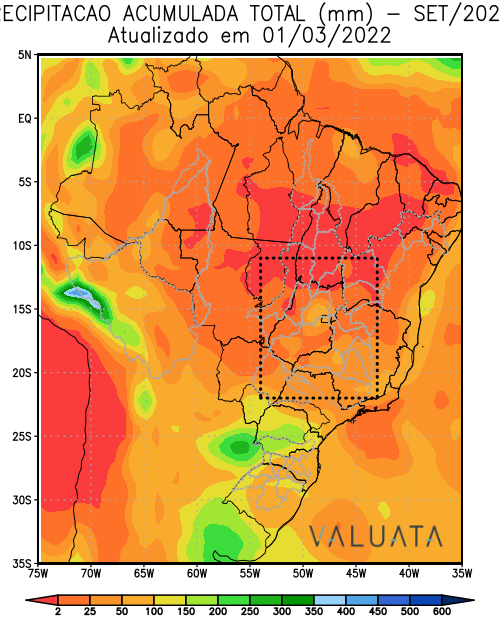 RECIPITACAO ACUMULADA TOTAL (mm) – SET/202
Atualizado em 01/03/2022
5N
EQ
5S
10S
15S
20S
25S
30S
35S
VALUATA
75W 70W 65W 60W 55W 50W 45W 40W 35W
2 25 50 100 150 200 250 300 350 400 450 500 600